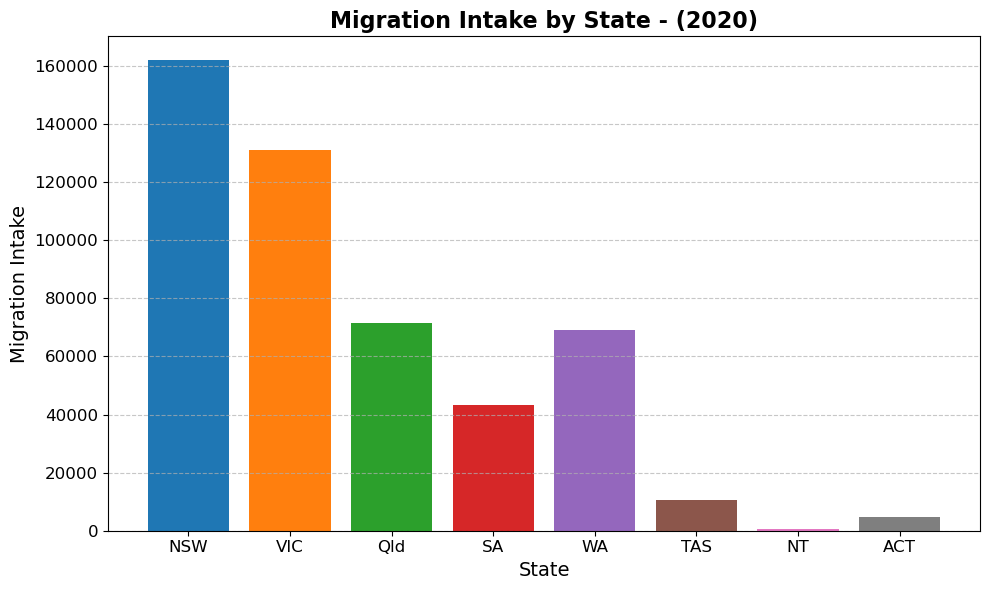 Migration Intake by State - (2020)
Migration Intake
160000
140000
120000
100000
80000
60000
40000
20000
0
NSW VIC Qld SA WA TAS NT ACT
State